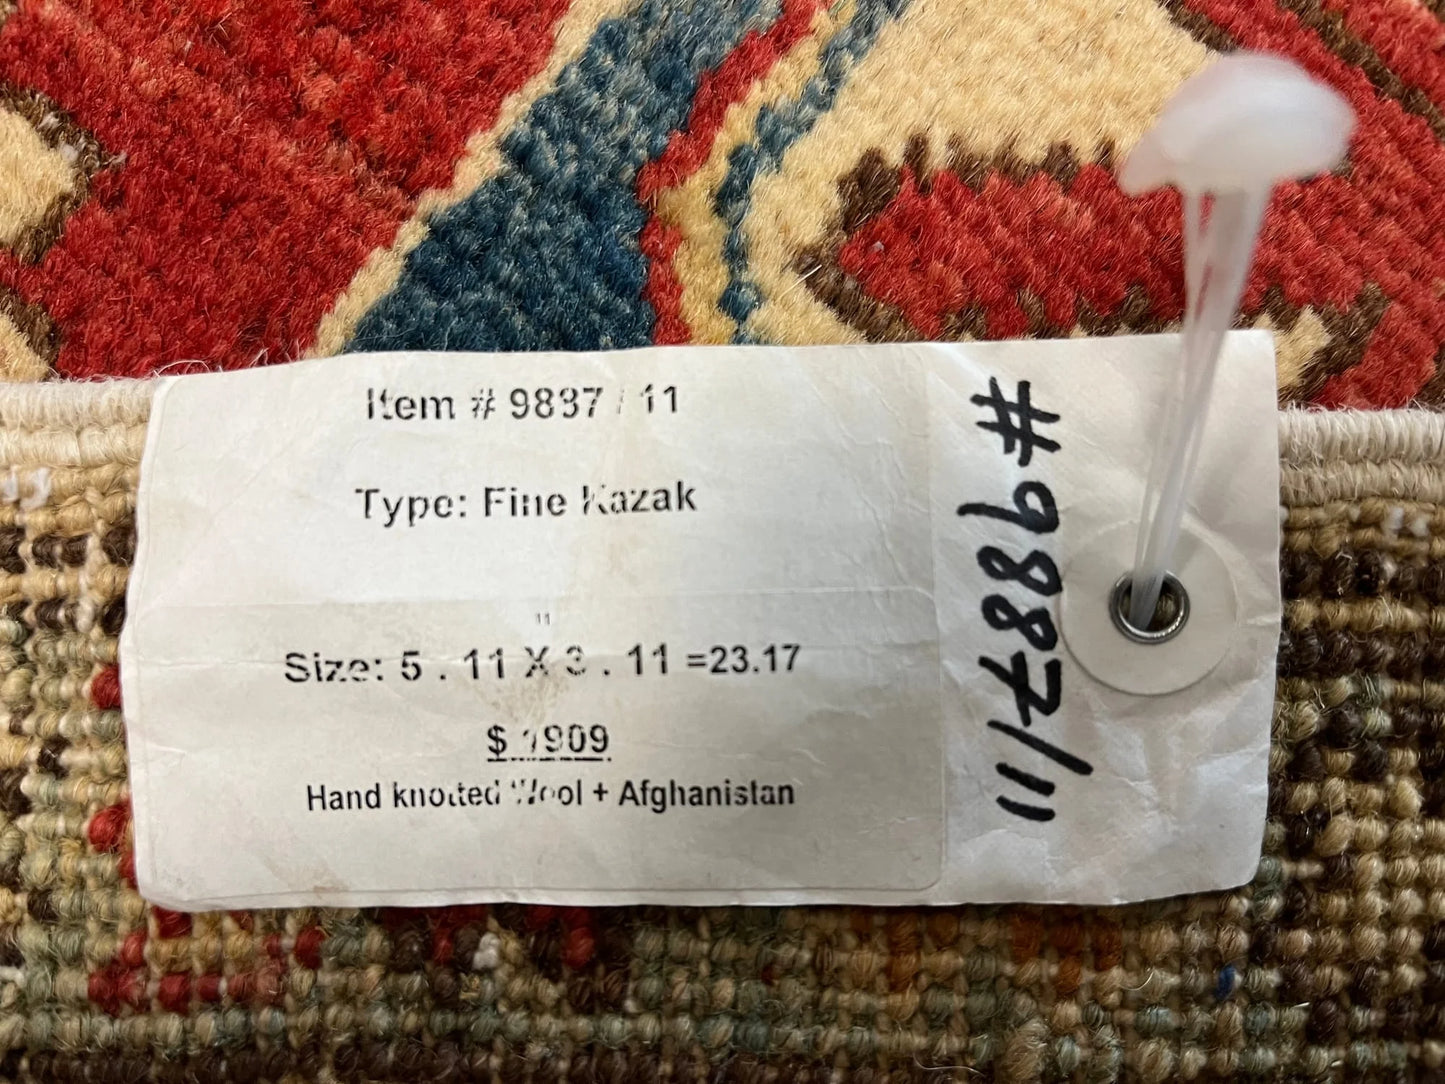 Item # 9887 / 11
Type: Fine Kazak
"
Size: 5 . 11 X 3 . 11 =23.17
$ 1909
Hand knotted Wool + Afghanistan
# 9887/11